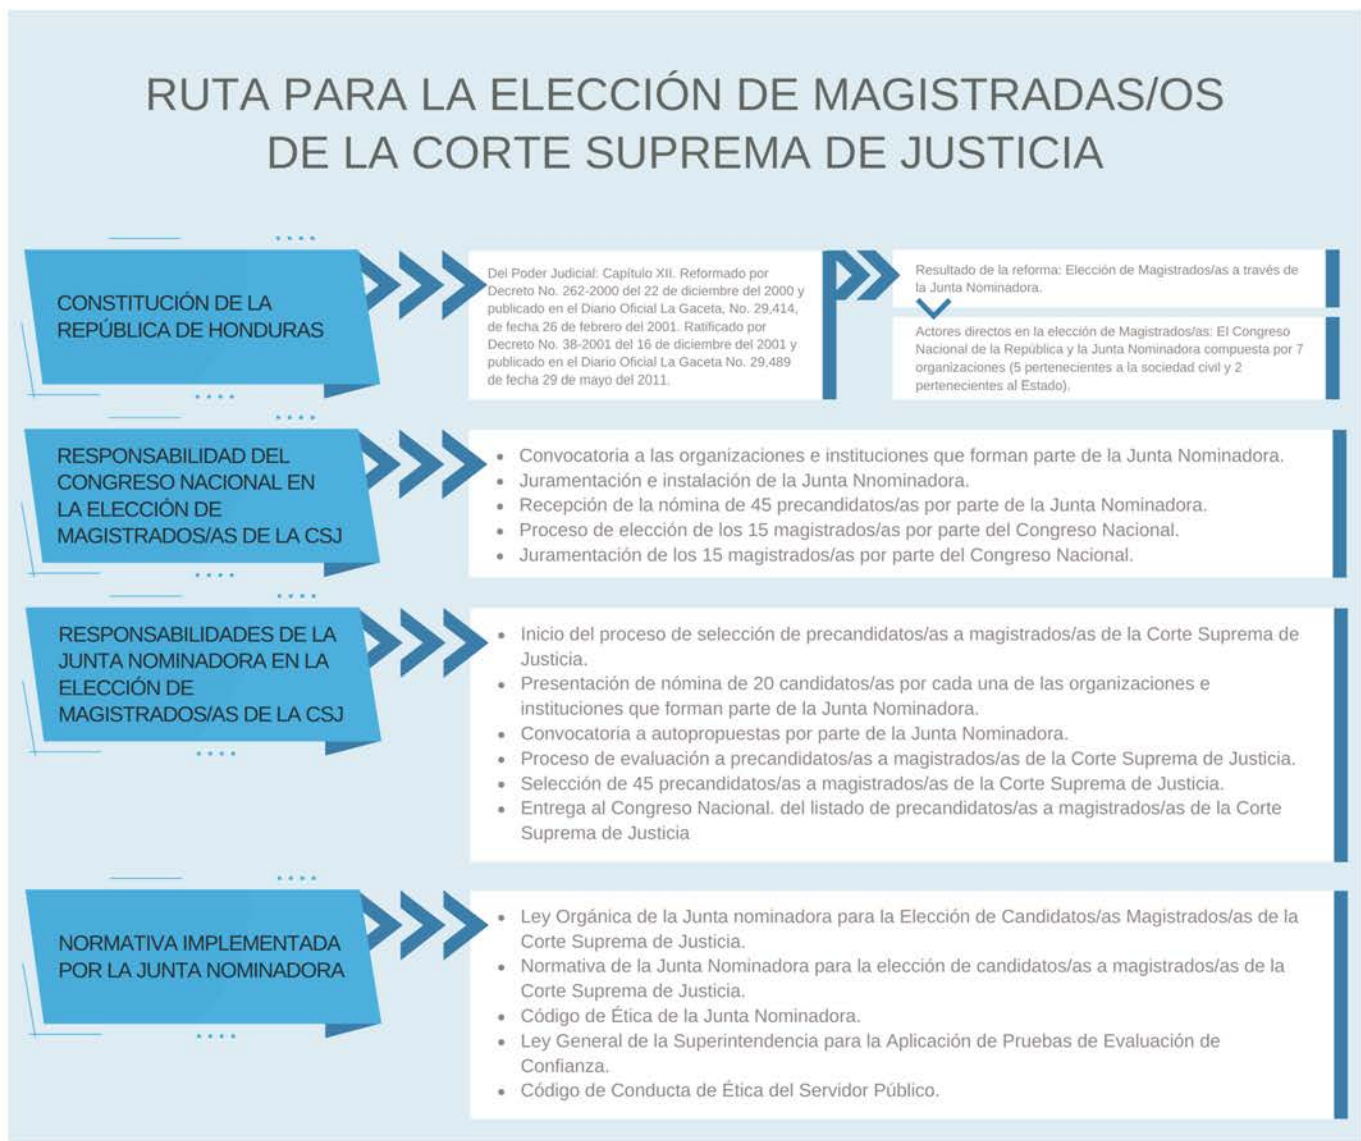 RUTA PARA LA ELECCIÓN DE MAGISTRADAS/OS
DE LA CORTE SUPREMA DE JUSTICIA
CONSTITUCIÓN DE LA
REPÚBLICA DE HONDURAS
Del Poder Judicial: Capítulo XII. Reformado por
Decreto No. 262-2000 del 22 de diciembre del 2000 y
publicado en el Diario Oficial La Gaceta, No. 29,414,
de fecha 26 de febrero del 2001. Ratificado por
Decreto No. 38-2001 del 16 de diciembre del 2001 y
publicado en el Diario Oficial La Gaceta No. 29,489
de fecha 29 de mayo del 2011.
Resultado de la reforma: Elección de Magistrados/as a través de
la Junta Nominadora.
Actores directos en la elección de Magistrados/as: El Congreso
Nacional de la República y la Junta Nominadora compuesta por 7
organizaciones (5 pertenecientes a la sociedad civil y 2
pertenecientes al Estado).
RESPONSABILIDAD DEL
CONGRESO NACIONAL EN
LA ELECCIÓN DE
MAGISTRADOS/AS DE LA CSJ
• Convocatoria a las organizaciones e instituciones que forman parte de la Junta Nominadora.
• Juramentación e instalación de la Junta Nnominadora.
• Recepción de la nómina de 45 precandidatos/as por parte de la Junta Nominadora.
• Proceso de elección de los 15 magistrados/as por parte del Congreso Nacional.
• Juramentación de los 15 magistrados/as por parte del Congreso Nacional.
RESPONSABILIDADES DE LA
JUNTA NOMINADORA EN LA
ELECCIÓN DE
MAGISTRADOS/AS DE LA CSJ
• Inicio del proceso de selección de precandidatos/as a magistrados/as de la Corte Suprema de
Justicia.
• Presentación de nómina de 20 candidatos/as por cada una de las organizaciones e
instituciones que forman parte de la Junta Nominadora.
• Convocatoria a autopropuestas por parte de la Junta Nominadora.
• Proceso de evaluación a precandidatos/as a magistrados/as de la Corte Suprema de Justicia.
• Selección de 45 precandidatos/as a magistrados/as de la Corte Suprema de Justicia.
• Entrega al Congreso Nacional. del listado de precandidatos/as a magistrados/as de la Corte
Suprema de Justicia
NORMATIVA IMPLEMENTADA
POR LA JUNTA NOMINADORA
• Ley Orgánica de la Junta nominadora para la Elección de Candidatos/as Magistrados/as de la
Corte Suprema de Justicia.
• Normativa de la Junta Nominadora para la elección de candidatos/as a magistrados/as de la
Corte Suprema de Justicia.
• Código de Ética de la Junta Nominadora.
• Ley General de la Superintendencia para la Aplicación de Pruebas de Evaluación de
Confianza.
• Código de Conducta de Ética del Servidor Público.